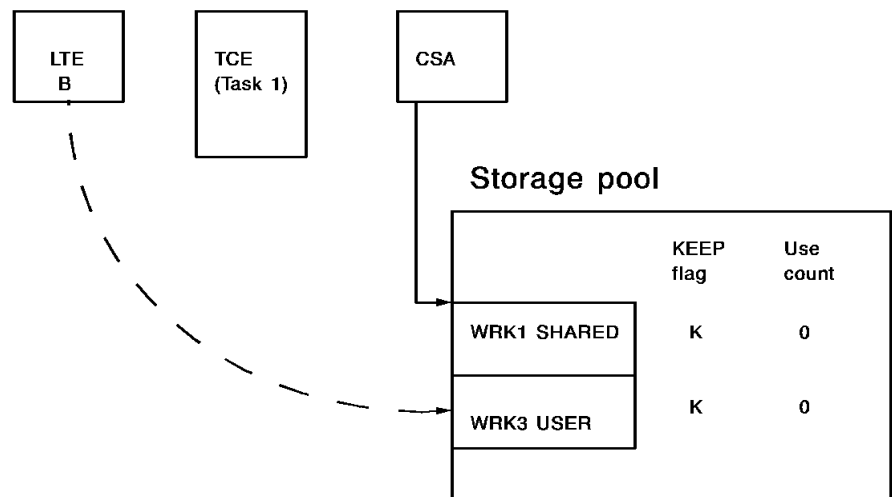 LTE
B
TCE
(Task 1)
CSA
Storage pool
KEEP
flag
Use
count
WRK1 SHARED
K
0
WRK3 USER
K
0